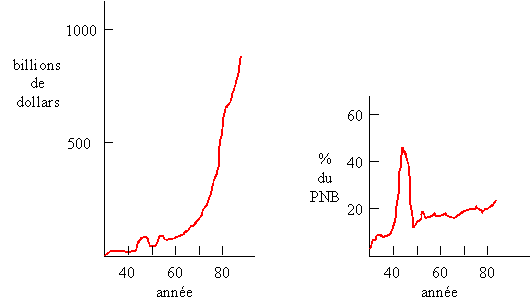 1000
billions
de
dollars
500
40 60 80
année
60
%
40
du
PNB
20
40 60 80
année